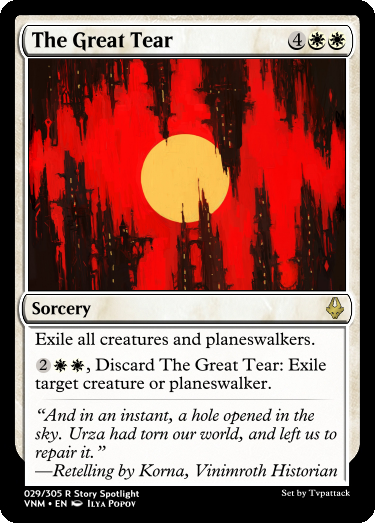 The Great Tear 4
Sorcery
Exile all creatures and planeswalkers.
2, Discard The Great Tear: Exile
target creature or planeswalker.
“And in an instant, a hole opened in the
sky. Urza had torn our world, and left us to
repair it.”
—Retelling by Korna, Vinimroth Historian
029/305 R Story Spotlight
VNM • EN Ilya Popov
Set by Tvpattack